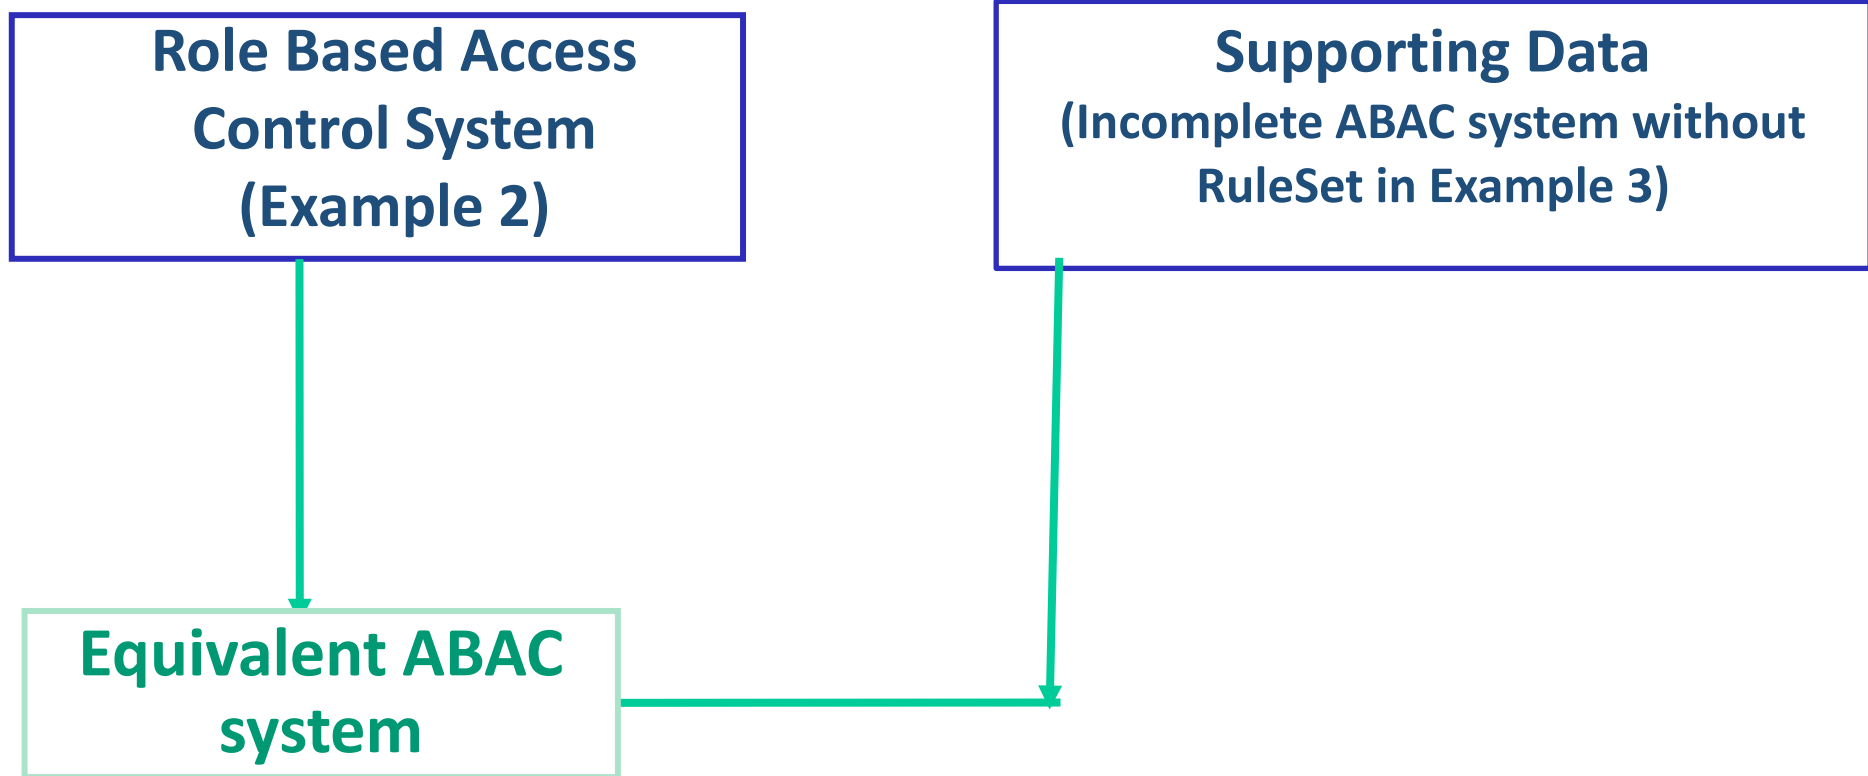 Role Based Access
Control System
(Example 2)
Supporting Data
(Incomplete ABAC system without
RuleSet in Example 3)
Equivalent ABAC
system